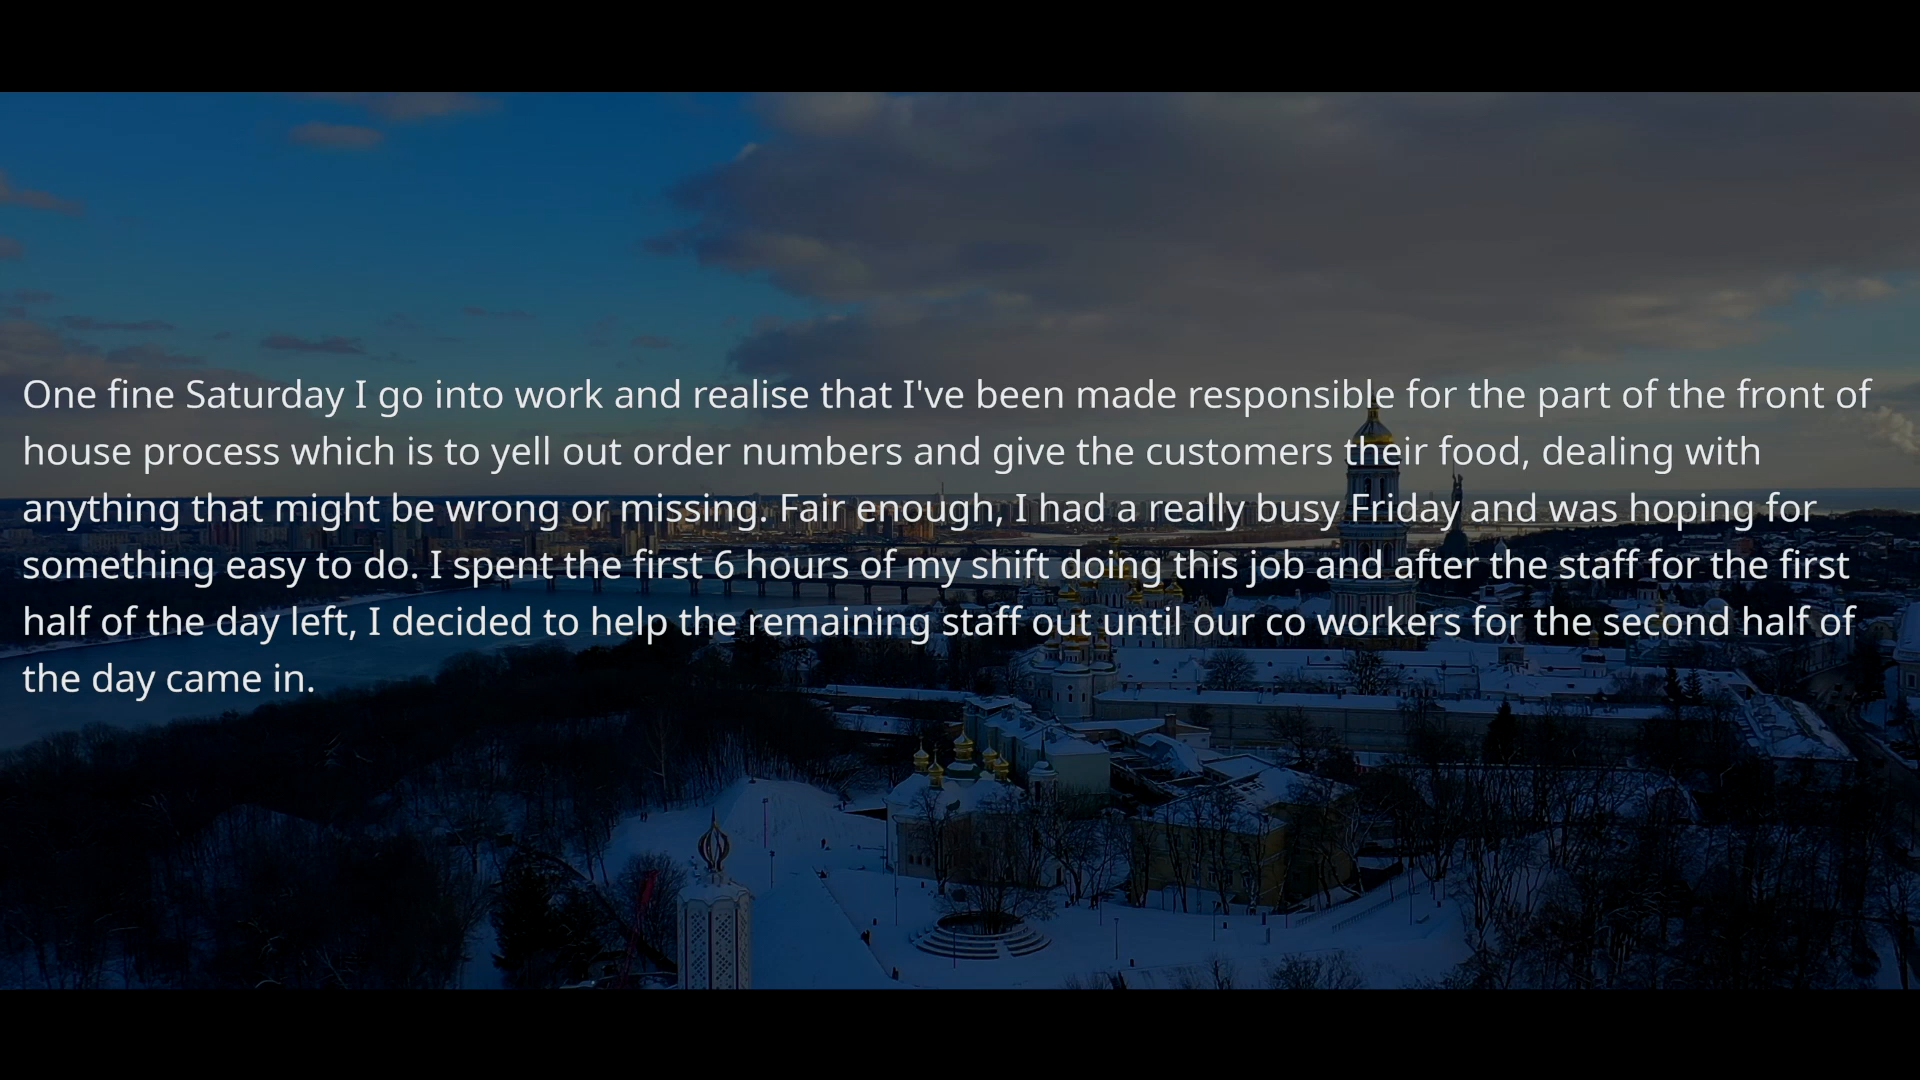 One fine Saturday I go into work and realise that I've been made responsible for the part of the front of
house process which is to yell out order numbers and give the customers their food, dealing with
anything that might be wrong or missing. Fair enough, I had a really busy Friday and was hoping for
something easy to do. I spent the first 6 hours of my shift doing this job and after the staff for the first
half of the day left, I decided to help the remaining staff out until our co workers for the second half of
the day came in.